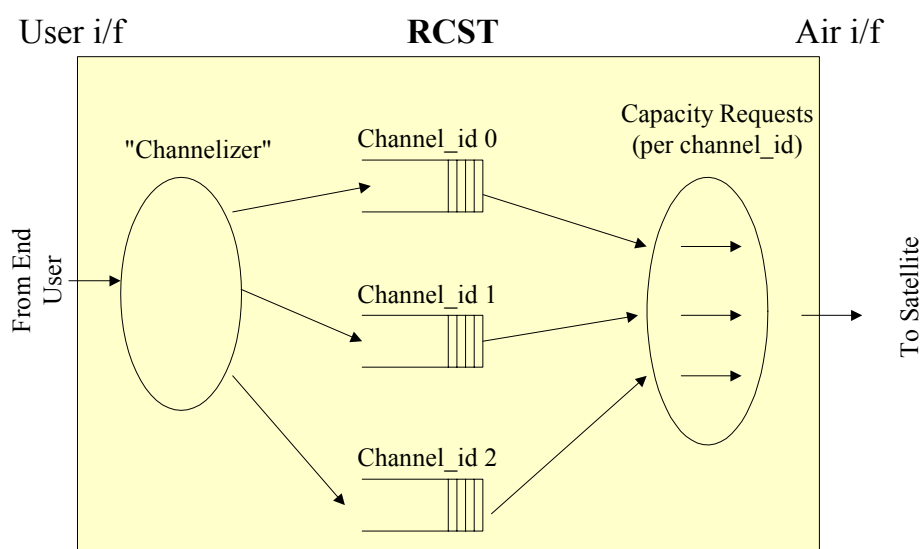 User i/f
RCST
Air i/f
"Channelizer"
Channel_id 0
Capacity Requests
(per channel_id)
From End
User
Channel_id 1
To Satellite
Channel_id 2